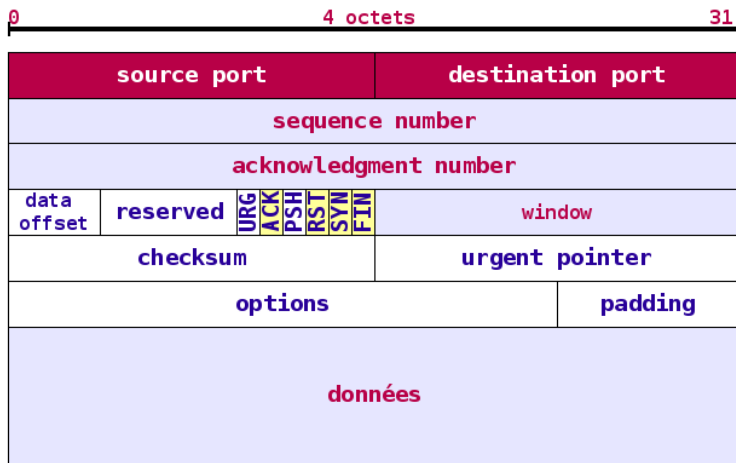 0 4 octets 31
source port destination port
sequence number
acknowledgment number
data offset reserved URG ACK PSH RST SYN FIN window
checksum urgent pointer
options padding
données